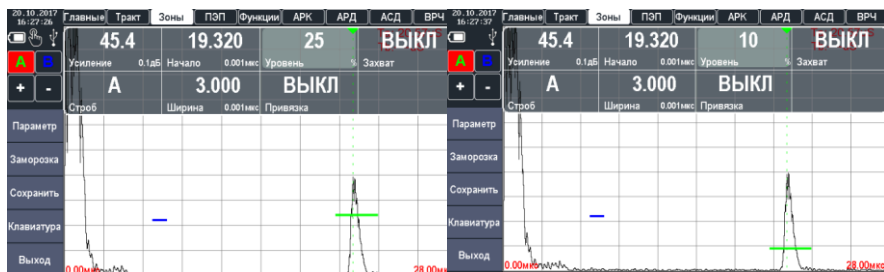 20.10.2017
16:27:26
Главные Тракт Зоны ПЭП Функции АРК АРД АСД ВРЧ
45.4 19.320 25 ВЫКЛ
Усиление 0.1дБ Начало 0.001мкс Уровень % Захват
A B
A 3.000 ВЫКЛ
Строб Ширина 0.001мкс Привязка
+ -
Параметр
Заморозка
Сохранить
Клавиатура
Выход
0.00мкс 28.00мкс
20.10.2017
16:27:37
Главные Тракт Зоны ПЭП Функции АРК АРД АСД ВРЧ
45.4 19.320 10 ВЫКЛ
Усиление 0.1дБ Начало 0.001мкс Уровень % Захват
A B
A 3.000 ВЫКЛ
Строб Ширина 0.001мкс Привязка
+ -
Параметр
Заморозка
Сохранить
Клавиатура
Выход
0.00мкс 28.00мкс